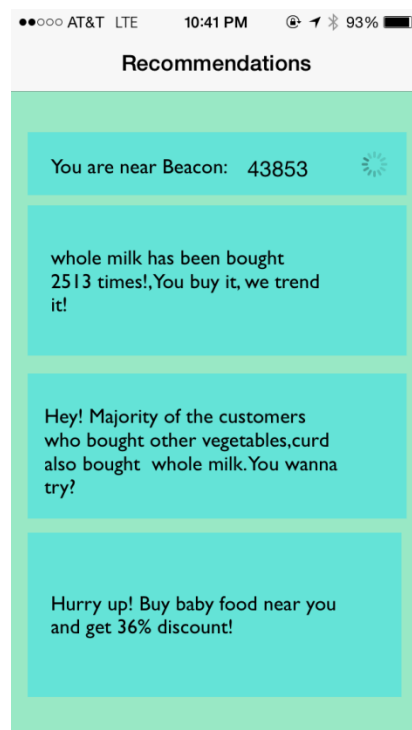 AT&T LTE 10:41 PM 93%
Recommendations
You are near Beacon: 43853
whole milk has been bought
2513 times!,You buy it, we trend
it!
Hey! Majority of the customers
who bought other vegetables,curd
also bought whole milk.You wanna
try?
Hurry up! Buy baby food near you
and get 36% discount!